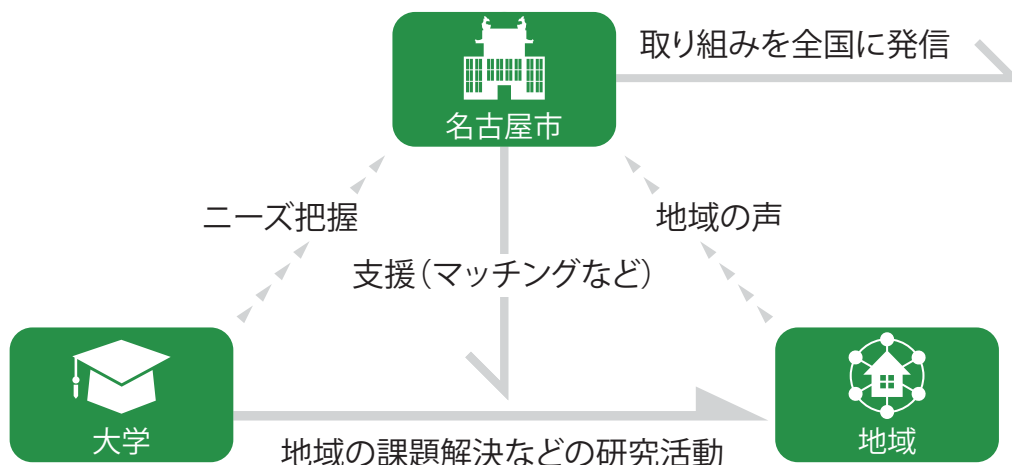 取り組みを全国に発信
名古屋市
ニーズ把握
地域の声
支援（マッチングなど）
大学
地域
地域の課題解決などの研究活動